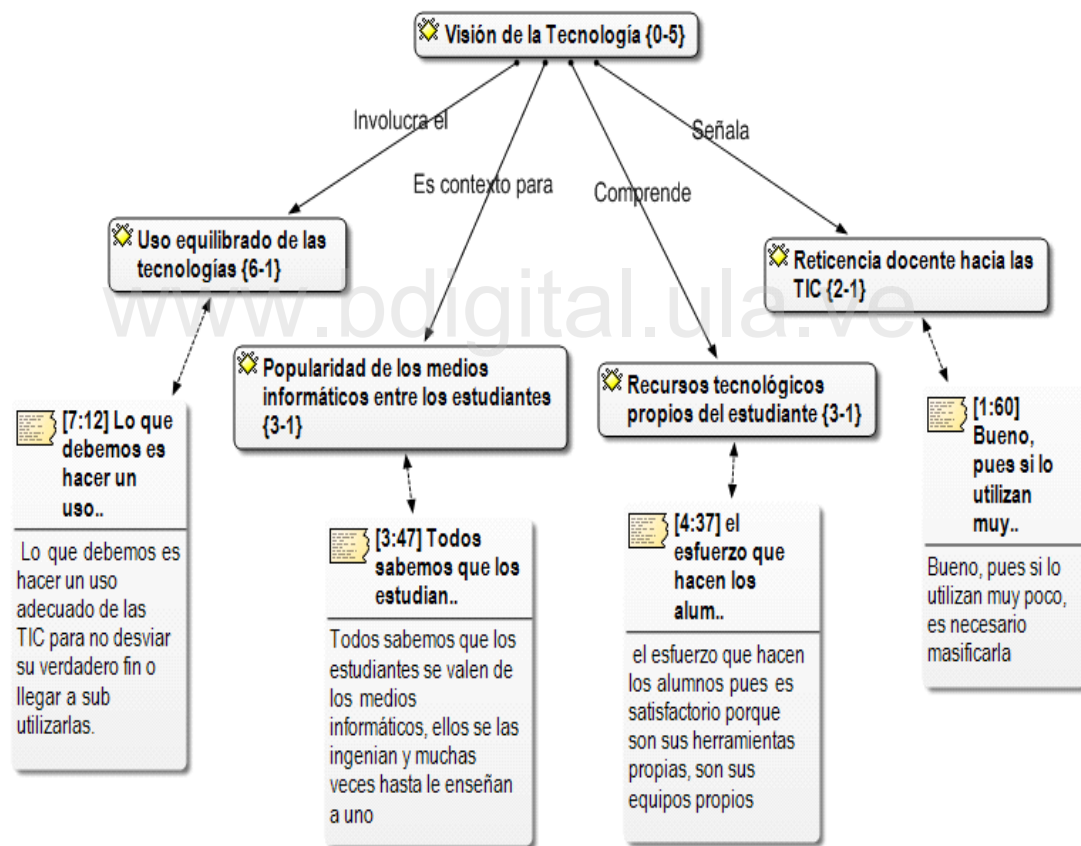 Visión de la Tecnología {0-5}
Involucra el
Es contexto para
Comprende
Señala
Uso equilibrado de las
tecnologías {6-1}
Popularidad de los medios
informáticos entre los estudiantes
{3-1}
Recursos tecnológicos
propios del estudiante {3-1}
Reticencia docente hacia las
TIC {2-1}
www.bdigital.ula.ve
[7:12] Lo que
debemos es
hacer un
uso..
Lo que debemos es
hacer un uso
adecuado de las
TIC para no desviar
su verdadero fin o
llegar a sub
utilizarlas.
[3:47] Todos
sabemos que los
estudian..
Todos sabemos que los
estudiantes se valen de
los medios
informáticos, ellos se las
ingenian y muchas
veces hasta le enseñan
a uno
[4:37] el
esfuerzo que
hacen los
alum..
el esfuerzo que hacen
los alumnos pues es
satisfactorio porque
son sus herramientas
propias, son sus
equipos propios
[1:60]
Bueno,
pues si lo
utilizan
muy..
Bueno, pues si lo
utilizan muy poco,
es necesario
masificarla